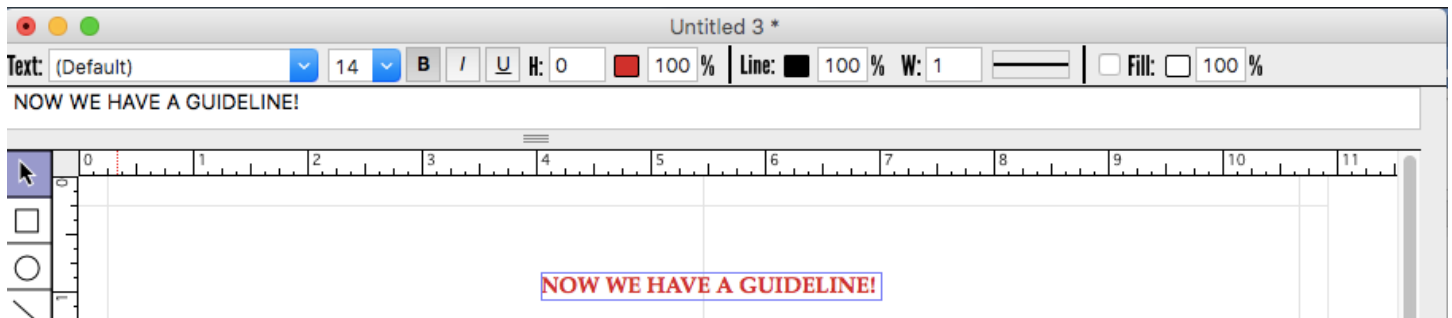 Untitled 3 *
Text: (Default) 14 B I U H: 0 100 % Line: 100 % W: 1 Fill: 100 %
NOW WE HAVE A GUIDELINE!
0 1 2 3 4 5 6 7 8 9 10 11
0
NOW WE HAVE A GUIDELINE!
1